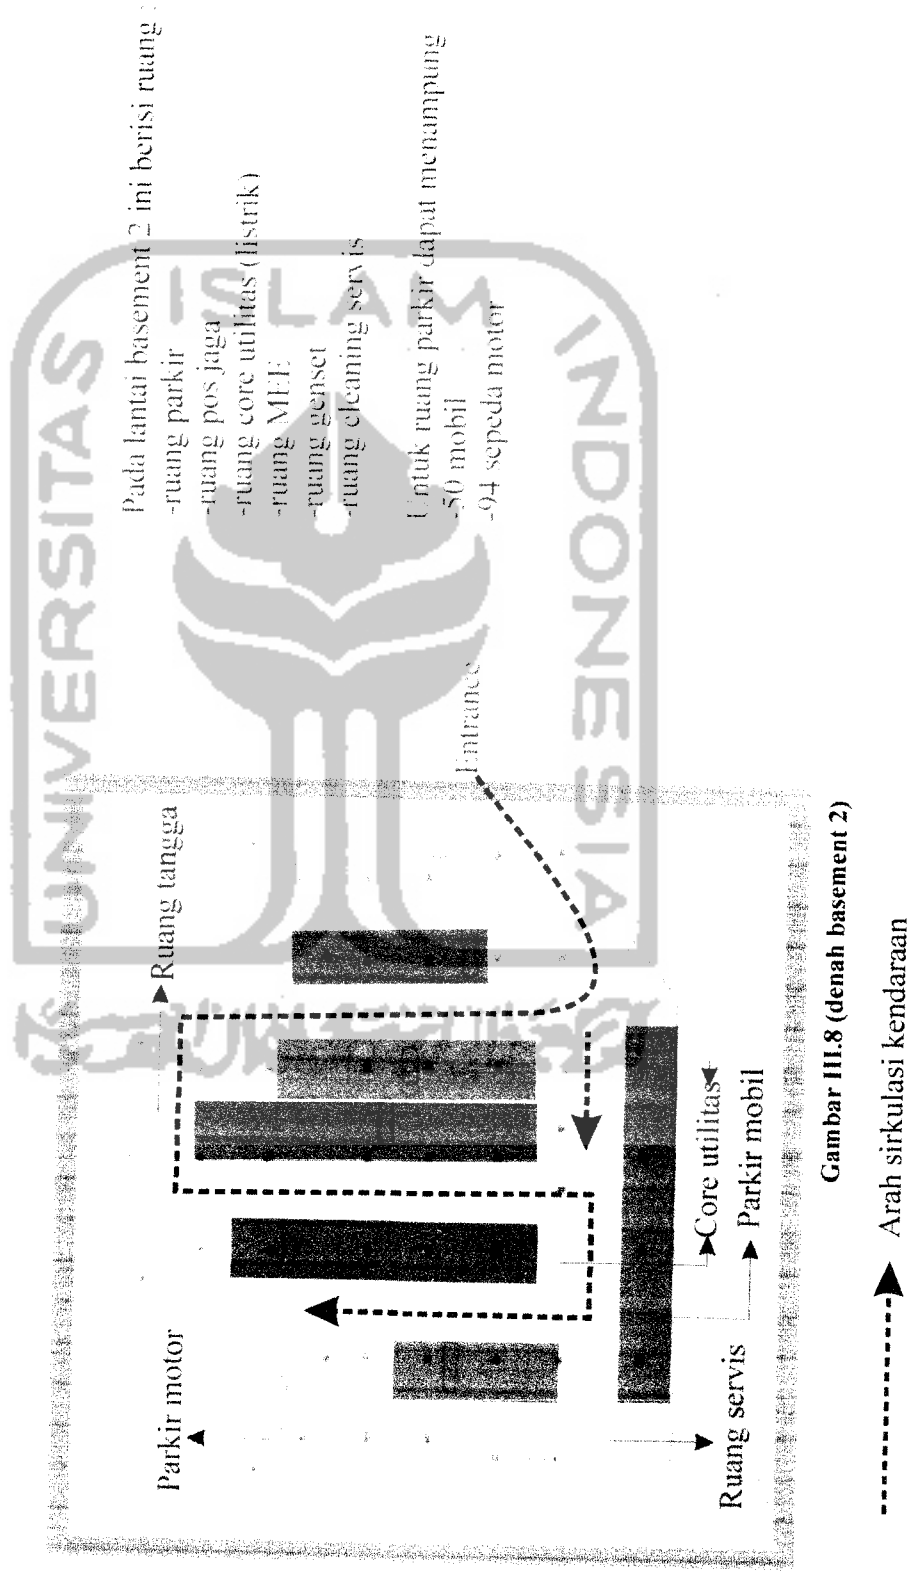 Pada lantai basement 2 ini berisi ruang :
-ruang parkir
-ruang pos jaga
-ruang core utilitas (listrik)
-ruang MEE
-ruang genset
-ruang cleaning servis
Untuk ruang parkir dapat menampung
-50 mobil
-94 sepeda motor
Entrance
Parkir motor
Ruang tangga
Core utilitas
Ruang servis
Parkir mobil
Gambar III.8 (denah basement 2)
Arah sirkulasi kendaraan
UNIVERSITAS
ISLAM
INDONESIA